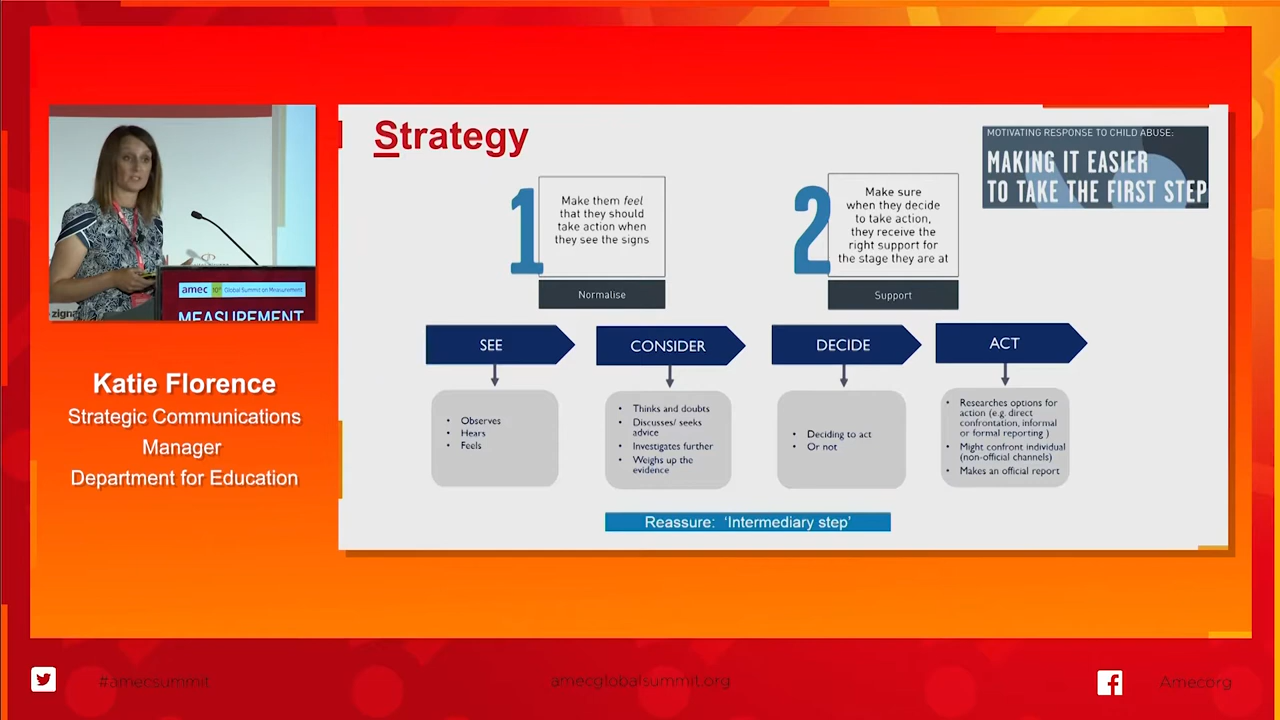 Strategy
MOTIVATING RESPONSE TO CHILD ABUSE:
MAKING IT EASIER
TO TAKE THE FIRST STEP
1
Make them feel
that they should
take action when
they see the signs
Normalise
2
Make sure
when they decide
to take action,
they receive the
right support for
the stage they are at
Support
SEE
CONSIDER
DECIDE
ACT
• Observes
• Hears
• Feels
• Thinks and doubts
• Discusses/ seeks
advice
• Investigates further
• Weighs up the
evidence
• Deciding to act
• Or not
• Researches options for
action (e.g. direct
confrontation, informal
or formal reporting )
• Might confront individual
(non-official channels)
• Makes an official report
Reassure: ‘Intermediary step’
amec
Global Summit on Measurement
MEASUREMENT
zigna
Katie Florence
Strategic Communications
Manager
Department for Education
#amecsummit
amecglobalsummit.org
Amecorg